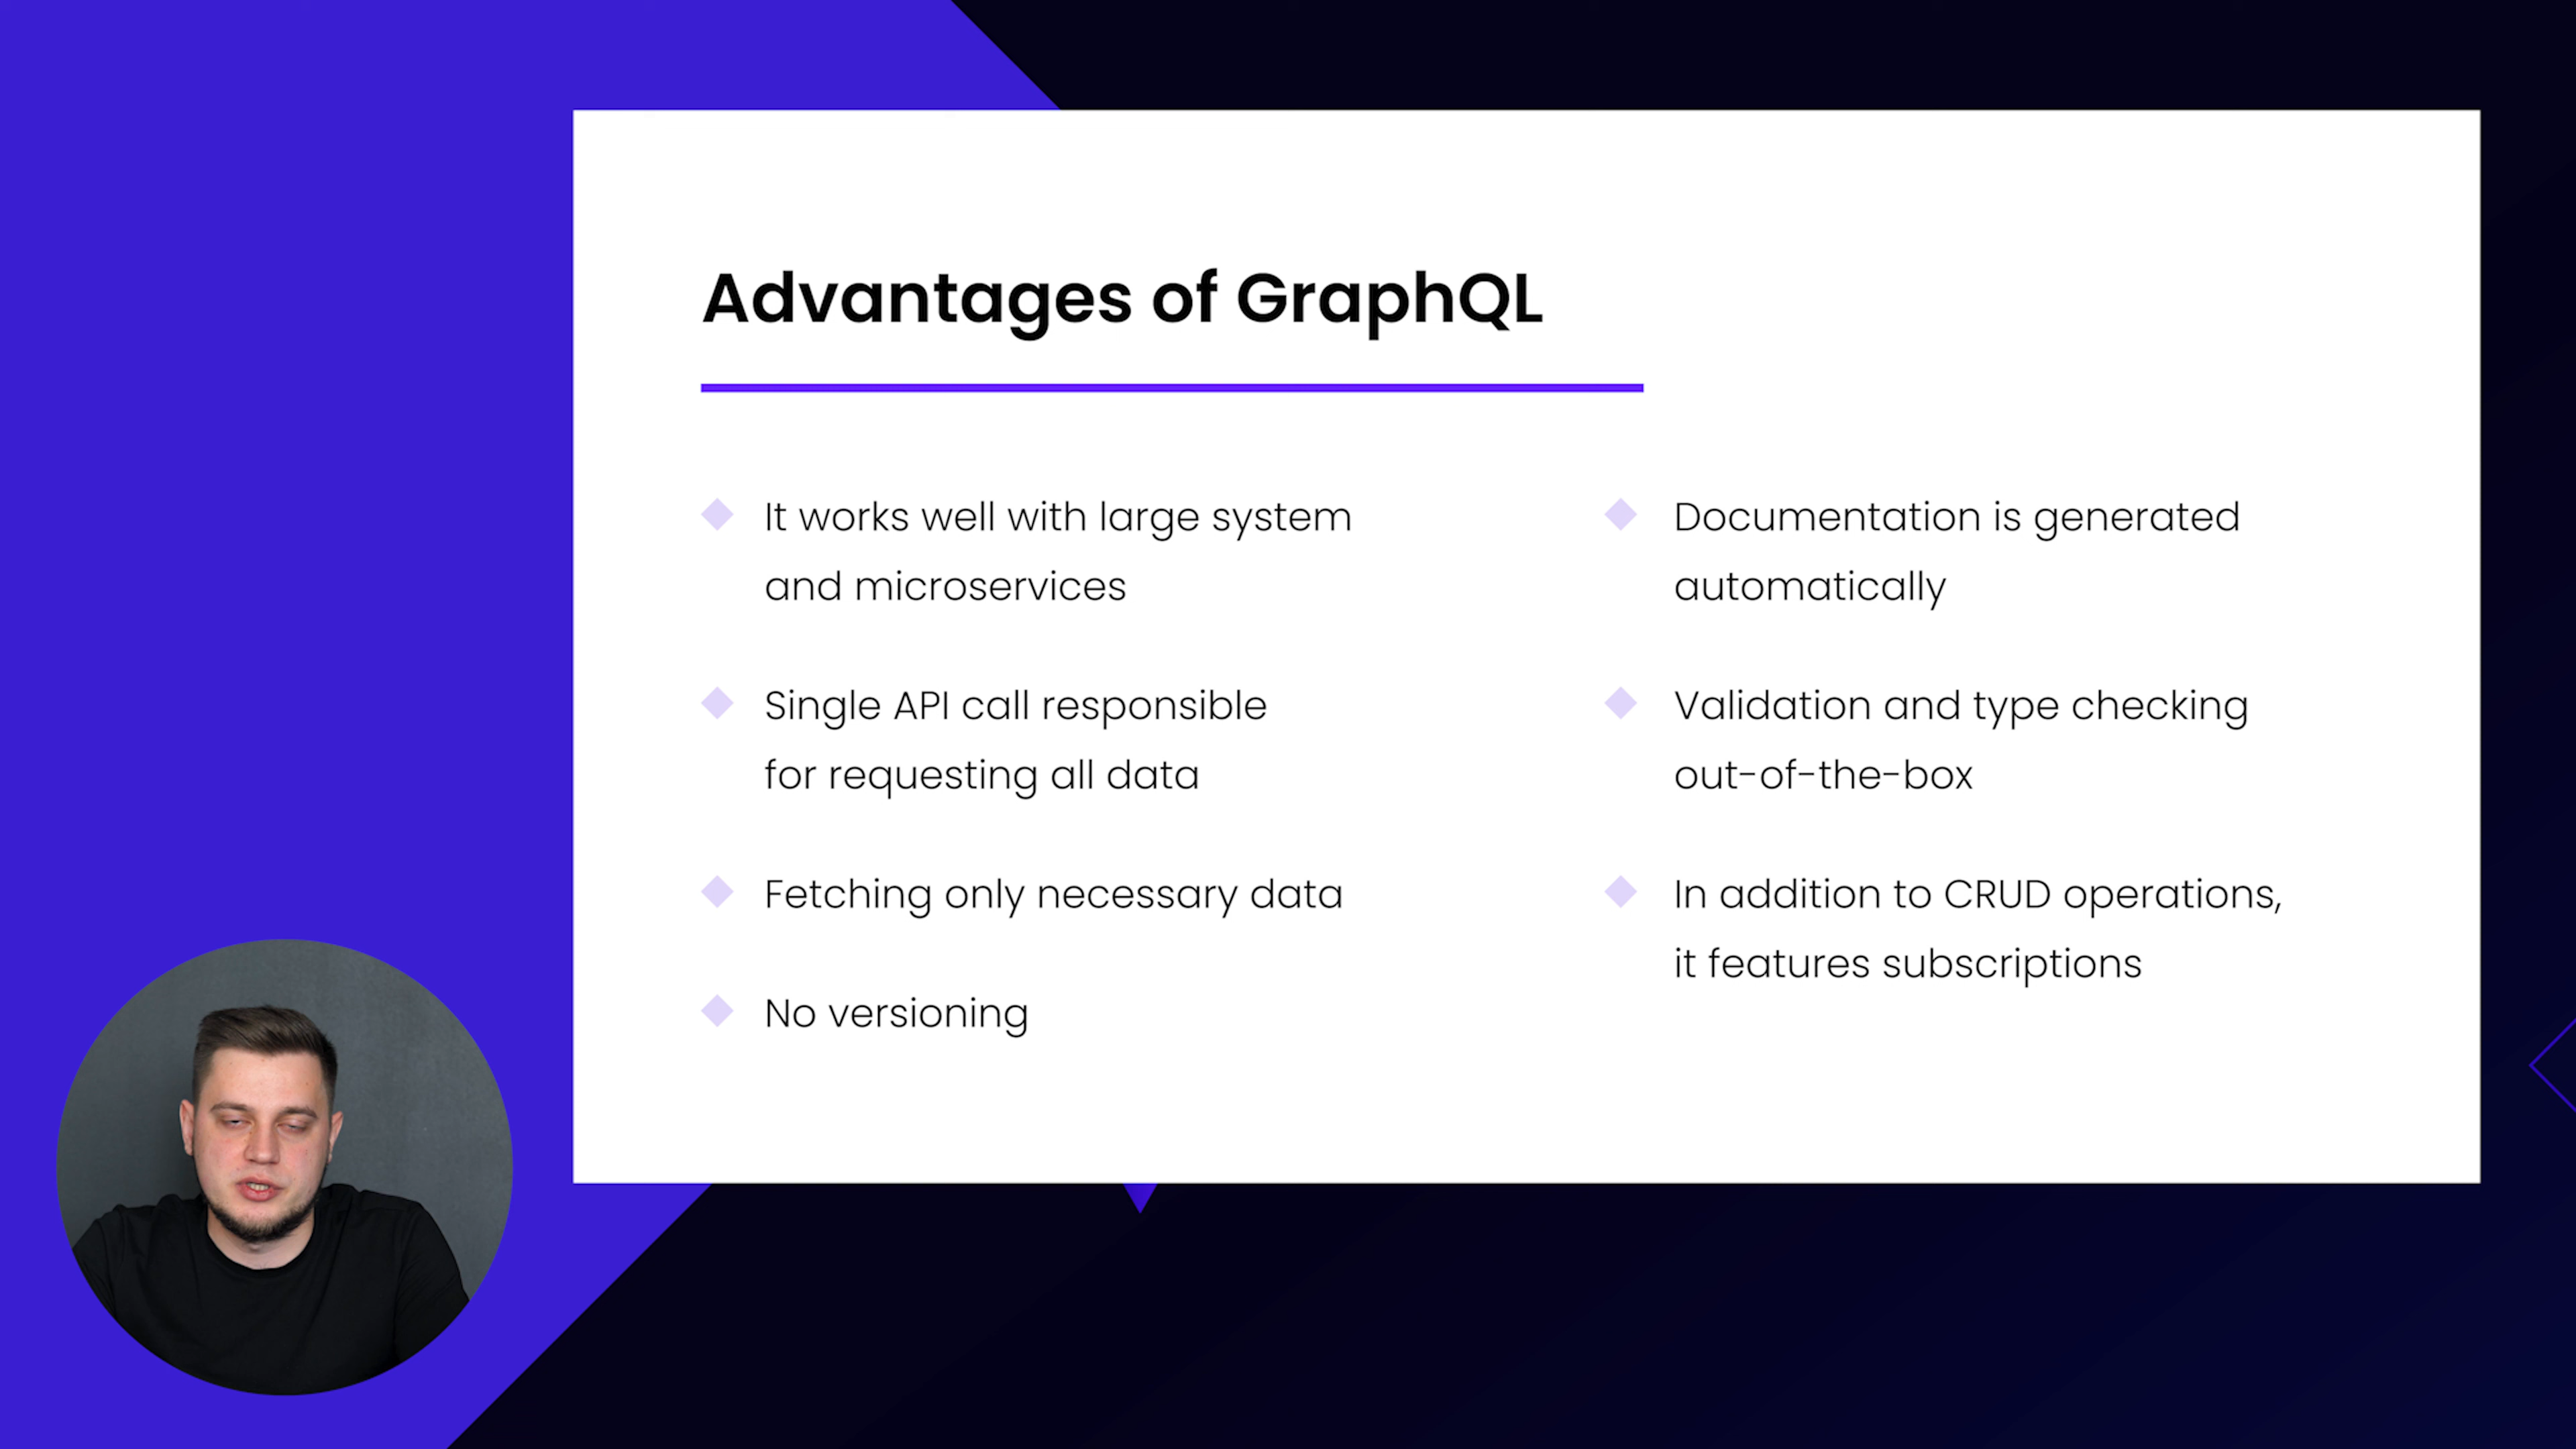 Advantages of GraphQL
It works well with large system
and microservices
Single API call responsible
for requesting all data
Fetching only necessary data
No versioning
Documentation is generated
automatically
Validation and type checking
out-of-the-box
In addition to CRUD operations,
it features subscriptions